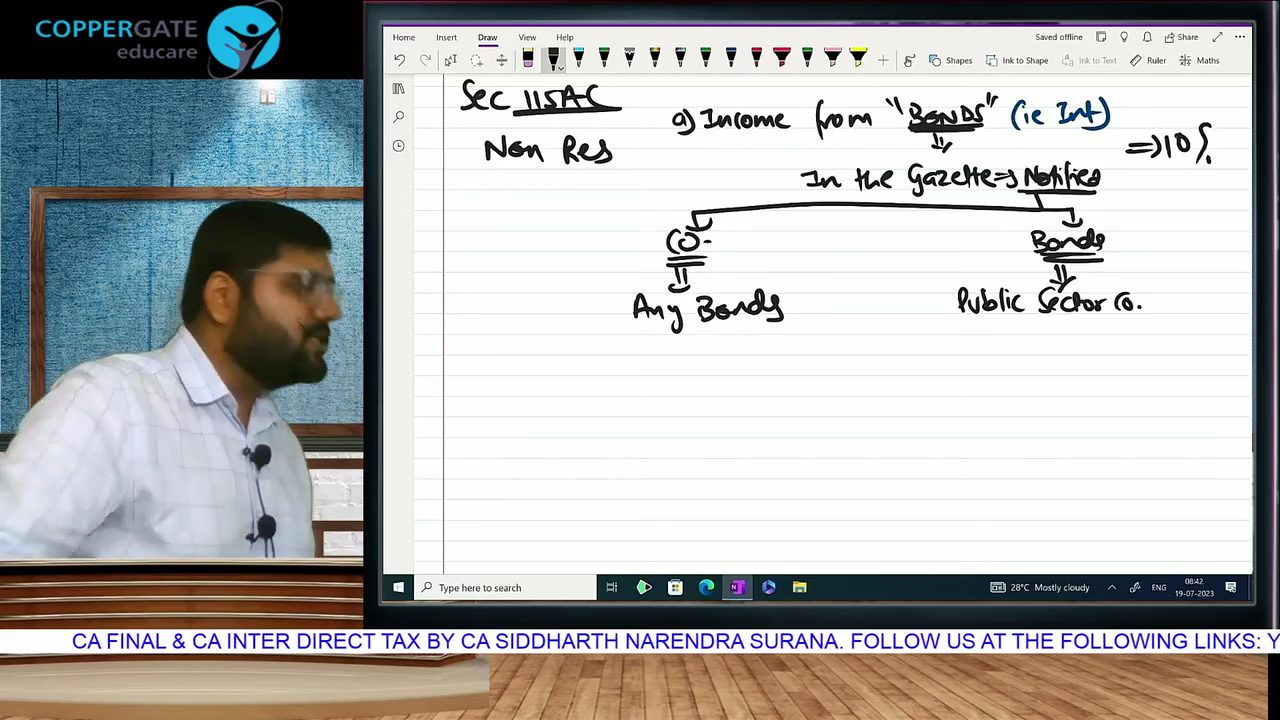 COPPERGATE
educare
Home Insert Draw View Help
Saved offline
Share
Shapes
Ink to Shape
Ink to Text
Ruler
Maths
Sec 115AC
Non Res
a) Income from "BONDS" (ie Int)
=> 10%
In the Gazette => Notified
Co.
Bonds
Any Bonds
Public Sector Co.
Type here to search
28°C Mostly cloudy
ENG
08:42
19-07-2023
CA FINAL & CA INTER DIRECT TAX BY CA SIDDHARTH NARENDRA SURANA. FOLLOW US AT THE FOLLOWING LINKS: Y